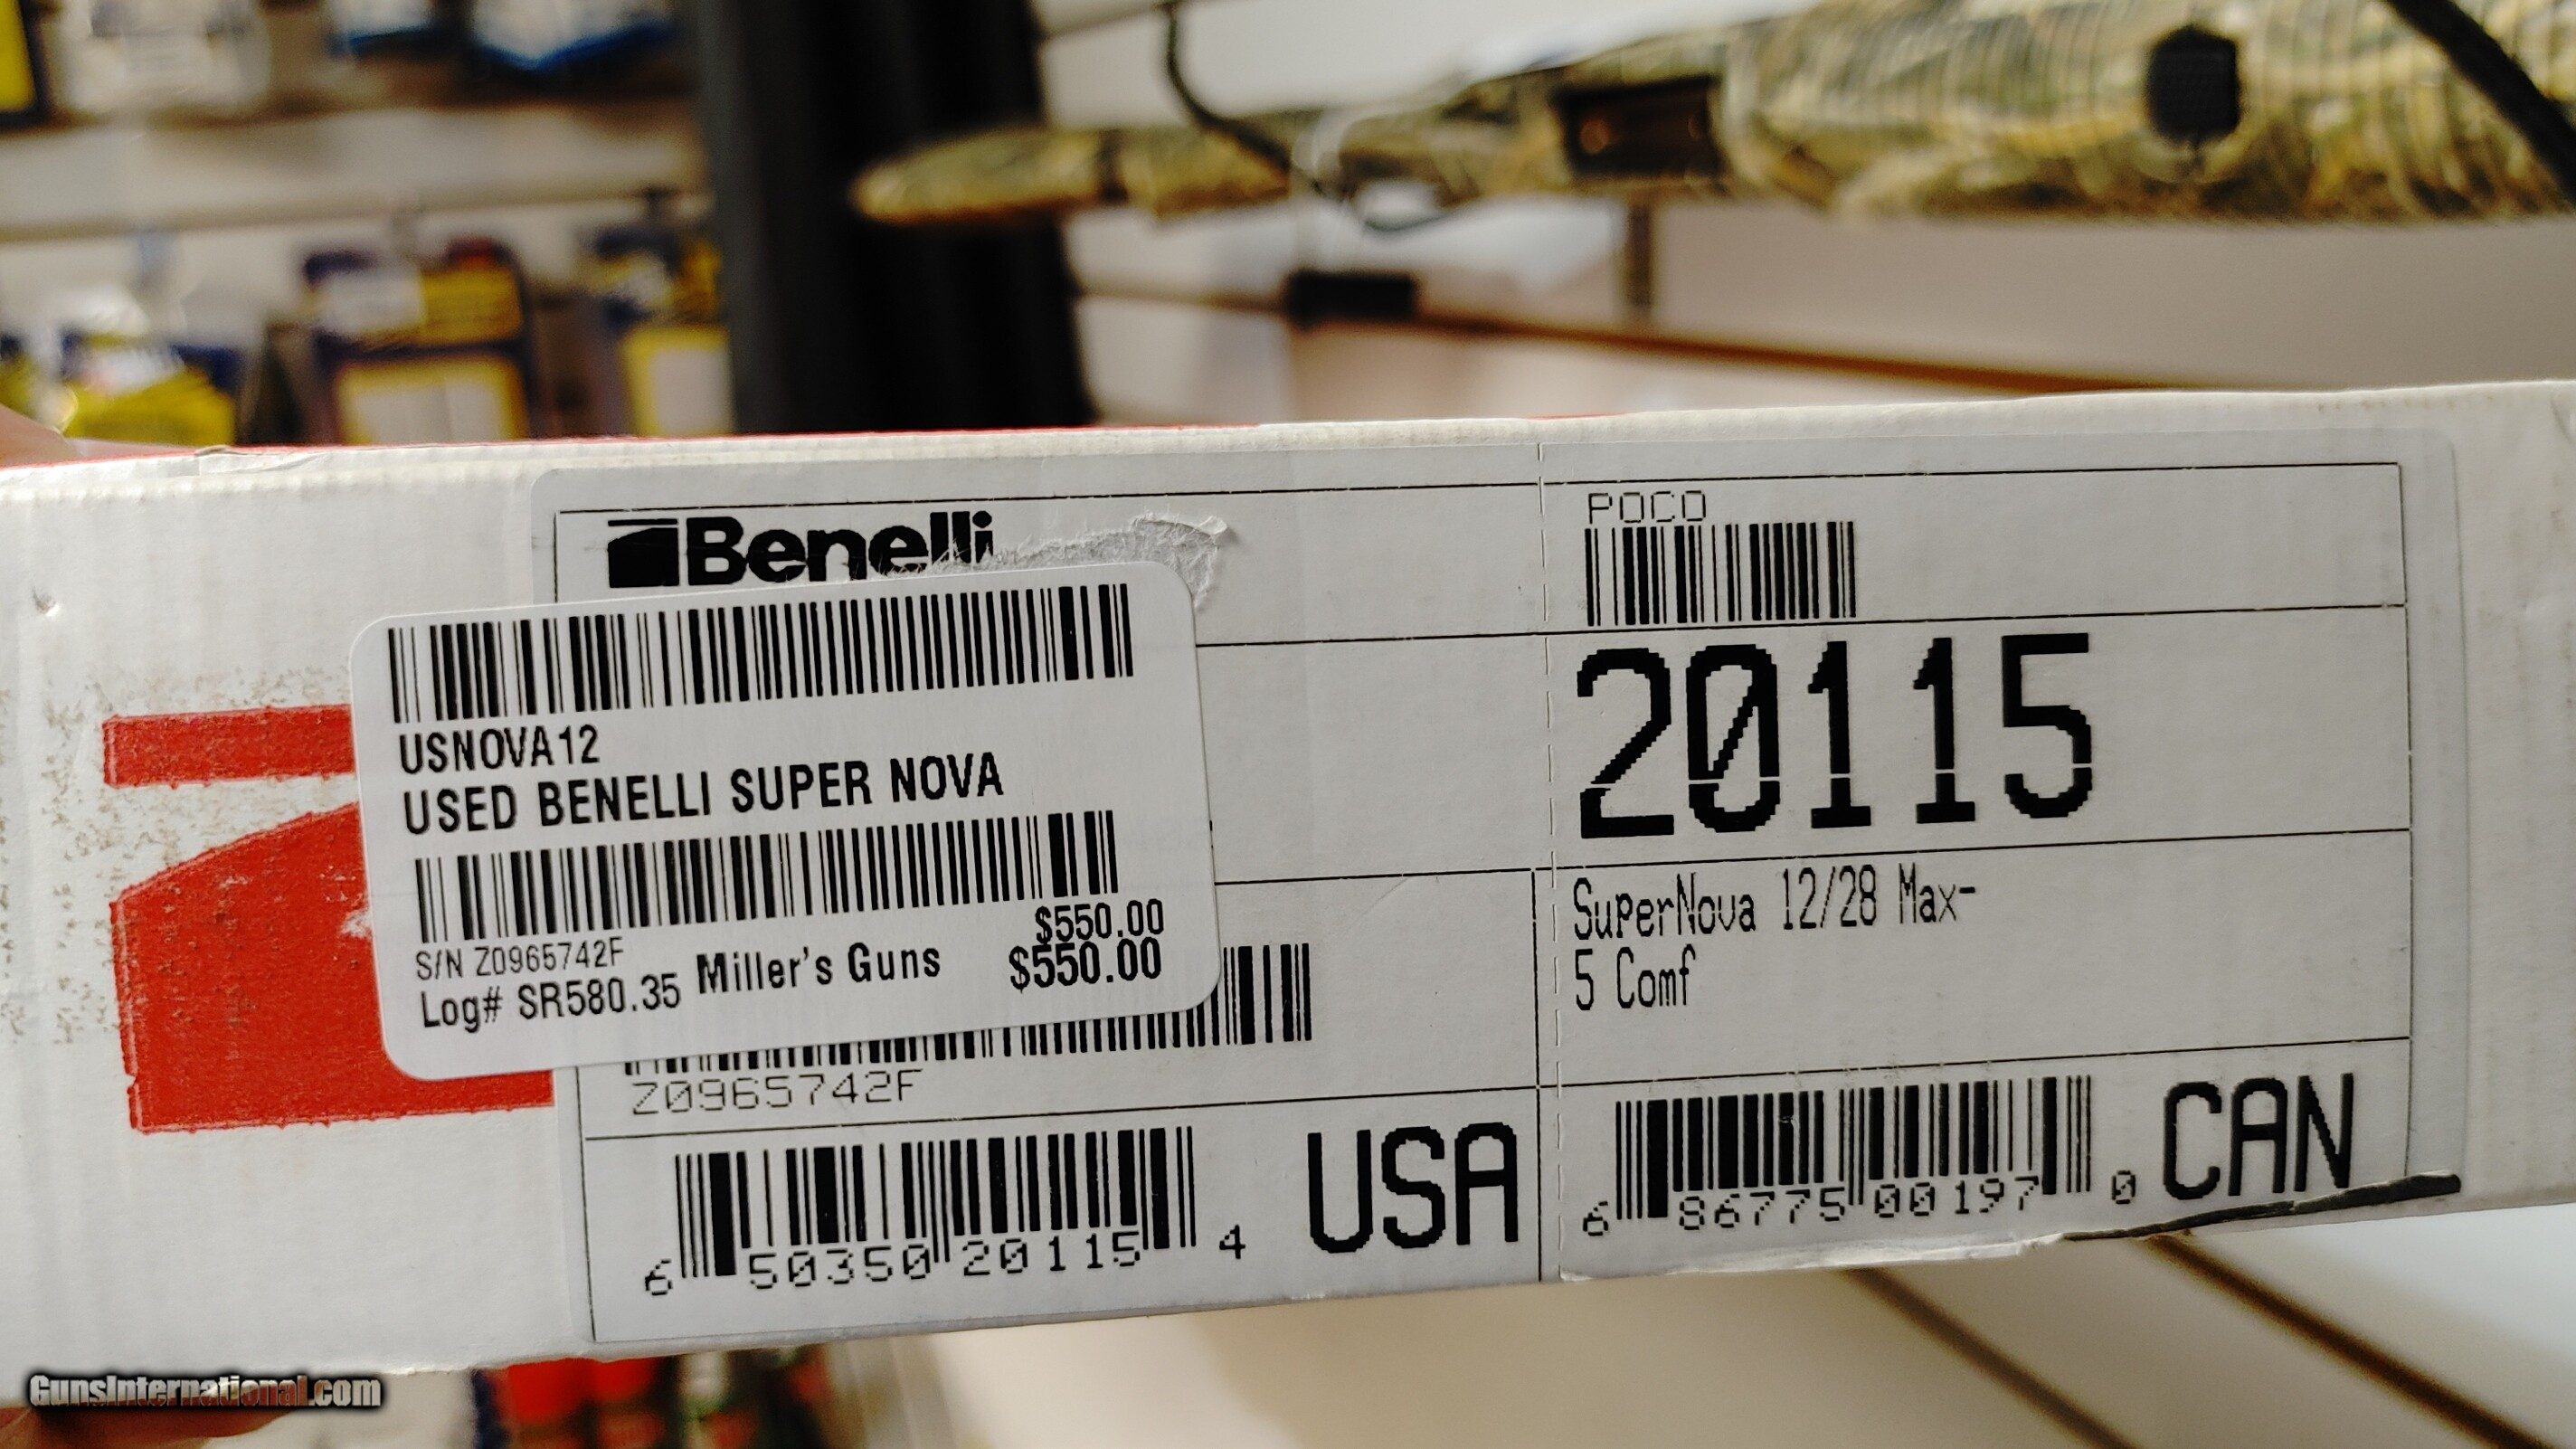 Benelli
POCO
20115
SuperNova 12/28 Max-
5 Comf
USNOVA12
USED BENELLI SUPER NOVA
$550.00
S/N Z0965742F
Log# SR580.35 Miller's Guns $550.00
Z0965742F
6 50350 20115 4 USA
6 86775 00197 0 CAN
GunsInternational.com